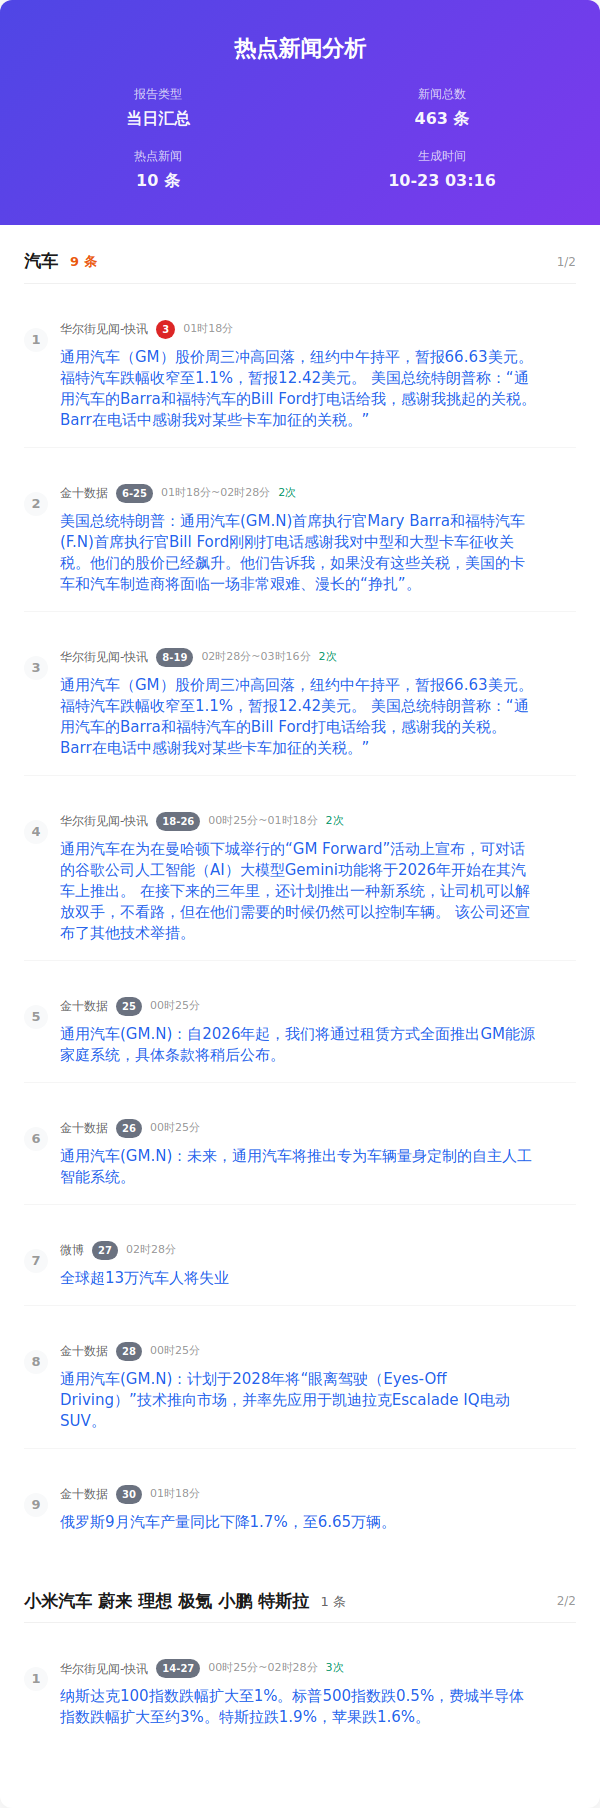 热点新闻分析
报告类型
新闻总数
当日汇总
463 条
热点新闻
生成时间
10 条
10-23 03:16
汽车 9 条 1/2
1
华尔街见闻-快讯 3 01时18分
通用汽车（GM）股价周三冲高回落，纽约中午持平，暂报66.63美元。
福特汽车跌幅收窄至1.1%，暂报12.42美元。 美国总统特朗普称：“通
用汽车的Barra和福特汽车的Bill Ford打电话给我，感谢我挑起的关税。
Barr在电话中感谢我对某些卡车加征的关税。”
2
金十数据 6-25 01时18分~02时28分 2次
美国总统特朗普：通用汽车(GM.N)首席执行官Mary Barra和福特汽车
(F.N)首席执行官Bill Ford刚刚打电话感谢我对中型和大型卡车征收关
税。他们的股价已经飙升。他们告诉我，如果没有这些关税，美国的卡
车和汽车制造商将面临一场非常艰难、漫长的“挣扎”。
3
华尔街见闻-快讯 8-19 02时28分~03时16分 2次
通用汽车（GM）股价周三冲高回落，纽约中午持平，暂报66.63美元。
福特汽车跌幅收窄至1.1%，暂报12.42美元。 美国总统特朗普称：“通
用汽车的Barra和福特汽车的Bill Ford打电话给我，感谢我的关税。
Barr在电话中感谢我对某些卡车加征的关税。”
4
华尔街见闻-快讯 18-26 00时25分~01时18分 2次
通用汽车在为在曼哈顿下城举行的“GM Forward”活动上宣布，可对话
的谷歌公司人工智能（AI）大模型Gemini功能将于2026年开始在其汽
车上推出。 在接下来的三年里，还计划推出一种新系统，让司机可以解
放双手，不看路，但在他们需要的时候仍然可以控制车辆。 该公司还宣
布了其他技术举措。
5
金十数据 25 00时25分
通用汽车(GM.N)：自2026年起，我们将通过租赁方式全面推出GM能源
家庭系统，具体条款将稍后公布。
6
金十数据 26 00时25分
通用汽车(GM.N)：未来，通用汽车将推出专为车辆量身定制的自主人工
智能系统。
7
微博 27 02时28分
全球超13万汽车人将失业
8
金十数据 28 00时25分
通用汽车(GM.N)：计划于2028年将“眼离驾驶（Eyes-Off
Driving）”技术推向市场，并率先应用于凯迪拉克Escalade IQ电动
SUV。
9
金十数据 30 01时18分
俄罗斯9月汽车产量同比下降1.7%，至6.65万辆。
小米汽车 蔚来 理想 极氪 小鹏 特斯拉 1 条 2/2
1
华尔街见闻-快讯 14-27 00时25分~02时28分 3次
纳斯达克100指数跌幅扩大至1%。标普500指数跌0.5%，费城半导体
指数跌幅扩大至约3%。特斯拉跌1.9%，苹果跌1.6%。